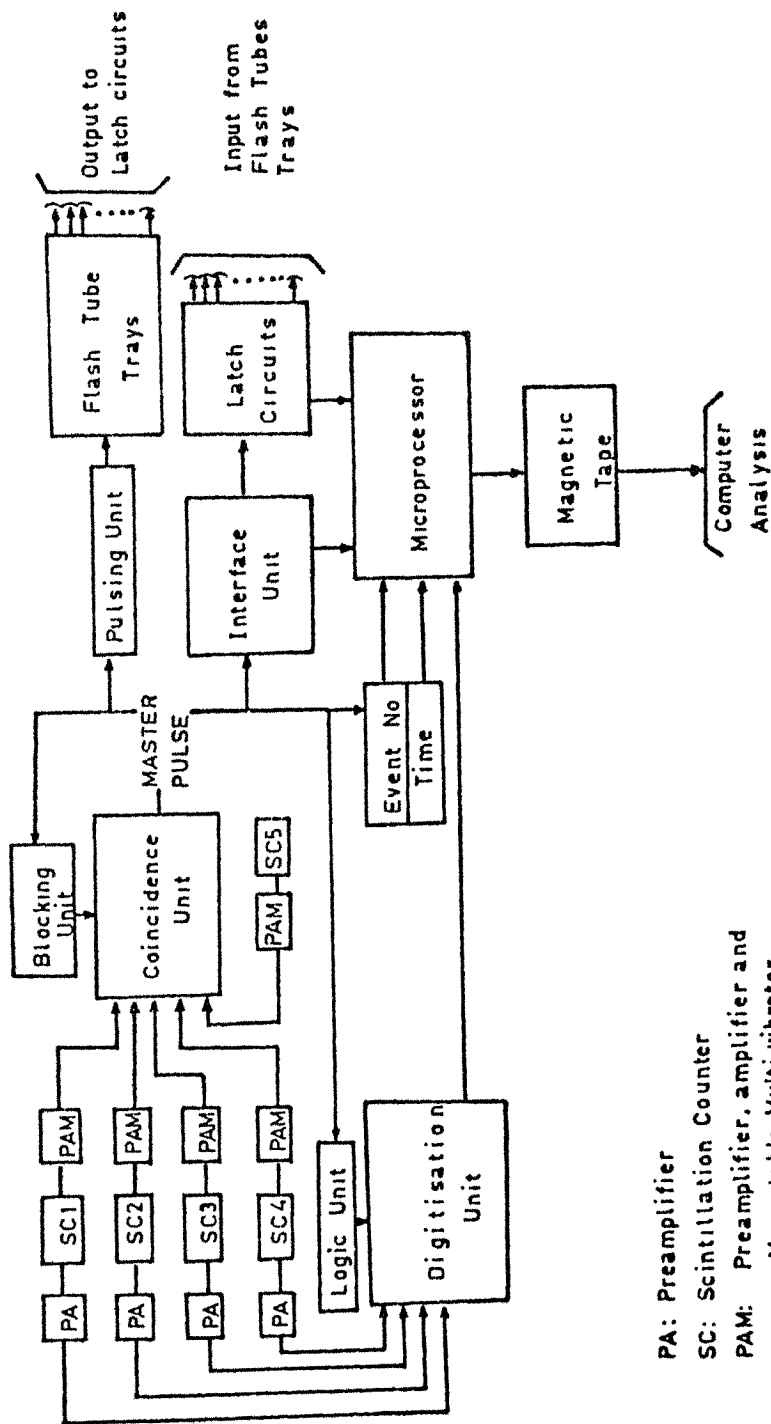 PA
SC1
PAM
PA
SC2
PAM
PA
SC3
PAM
PA
SC4
PAM
Blocking
Unit
Coincidence
Unit
PAM
SC5
MASTER
PULSE
Pulsing Unit
Flash Tube
Trays
Output to
Latch circuits
Interface
Unit
Latch
Circuits
Input from
Flash Tubes
Trays
Logic Unit
Digitisation
Unit
Event No
Time
Microprocessor
Magnetic
Tape
Computer
Analysis
PA: Preamplifier
SC: Scintillation Counter
PAM: Preamplifier, amplifier and